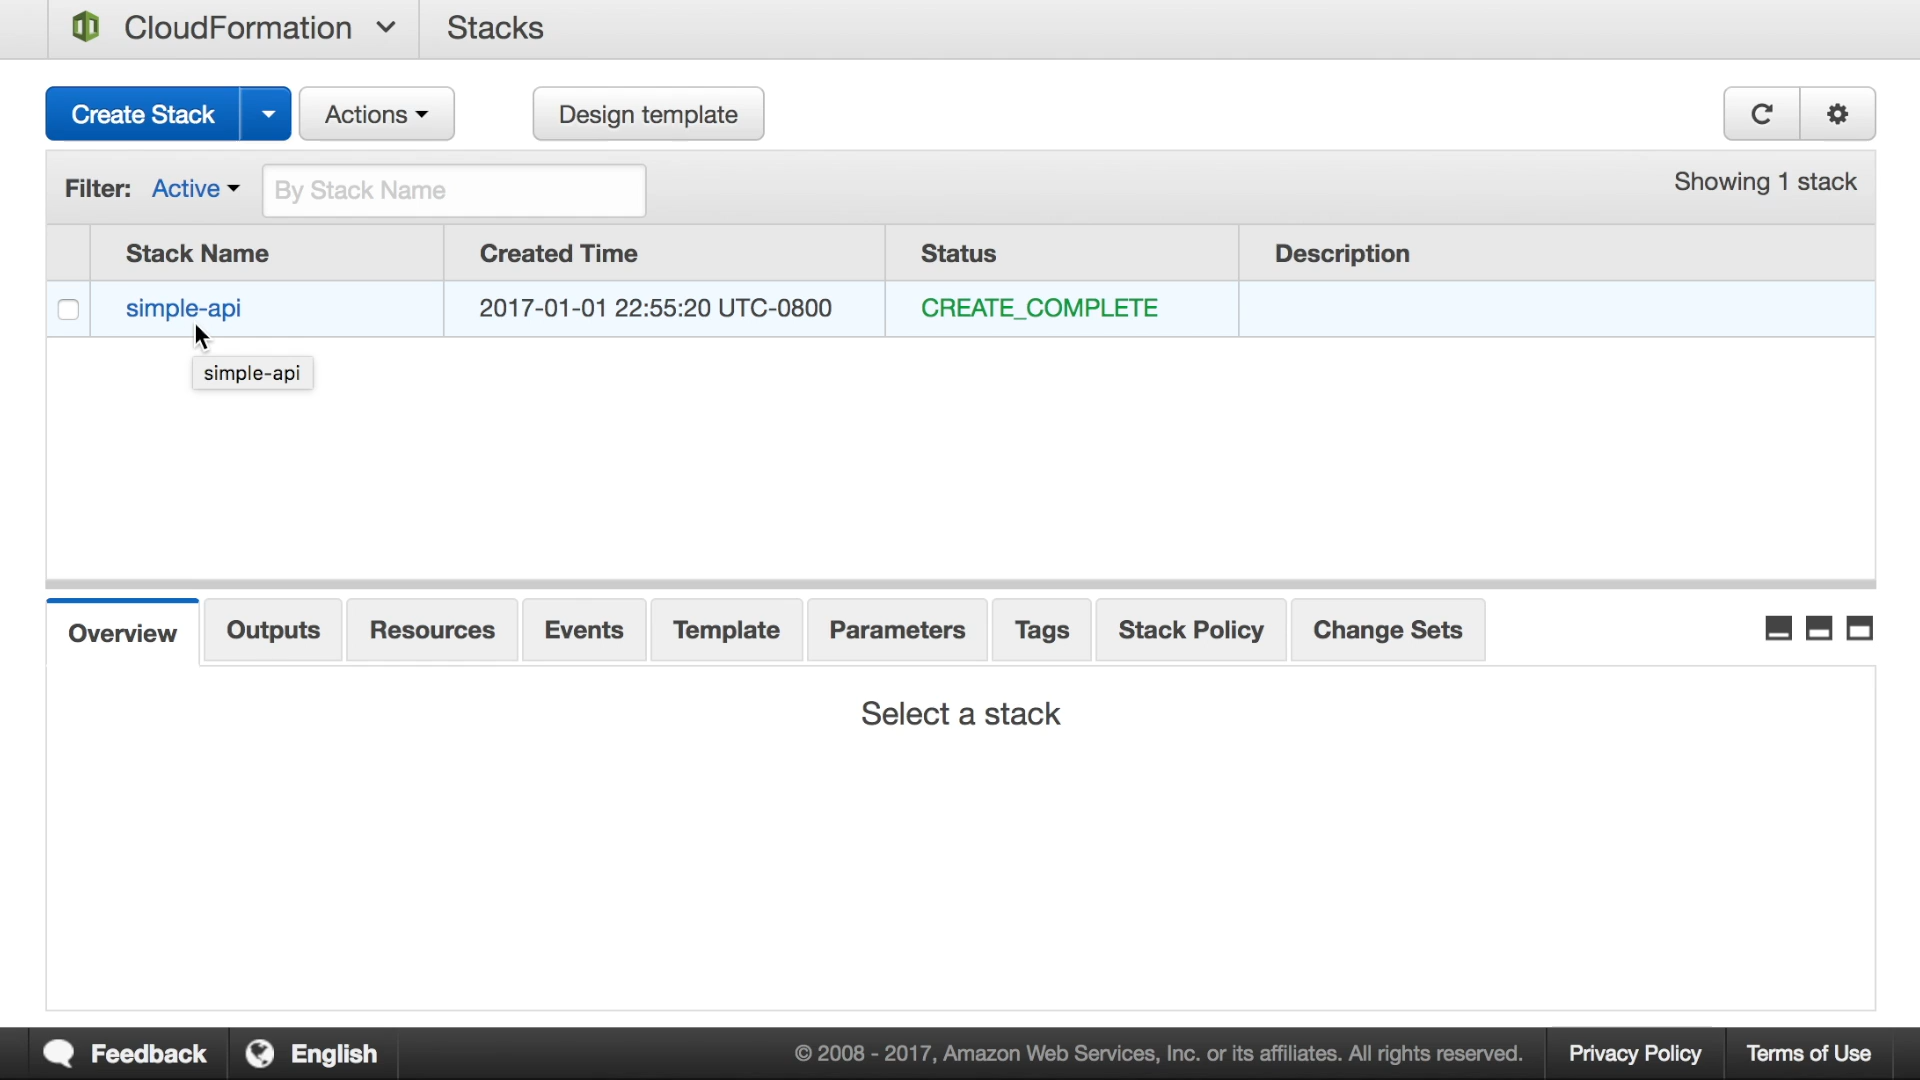 CloudFormation Stacks
Create Stack Actions Design template
Filter: Active By Stack Name Showing 1 stack
Stack Name Created Time Status Description
simple-api 2017-01-01 22:55:20 UTC-0800 CREATE_COMPLETE
simple-api
Overview Outputs Resources Events Template Parameters Tags Stack Policy Change Sets
Select a stack
Feedback English © 2008 - 2017, Amazon Web Services, Inc. or its affiliates. All rights reserved. Privacy Policy Terms of Use